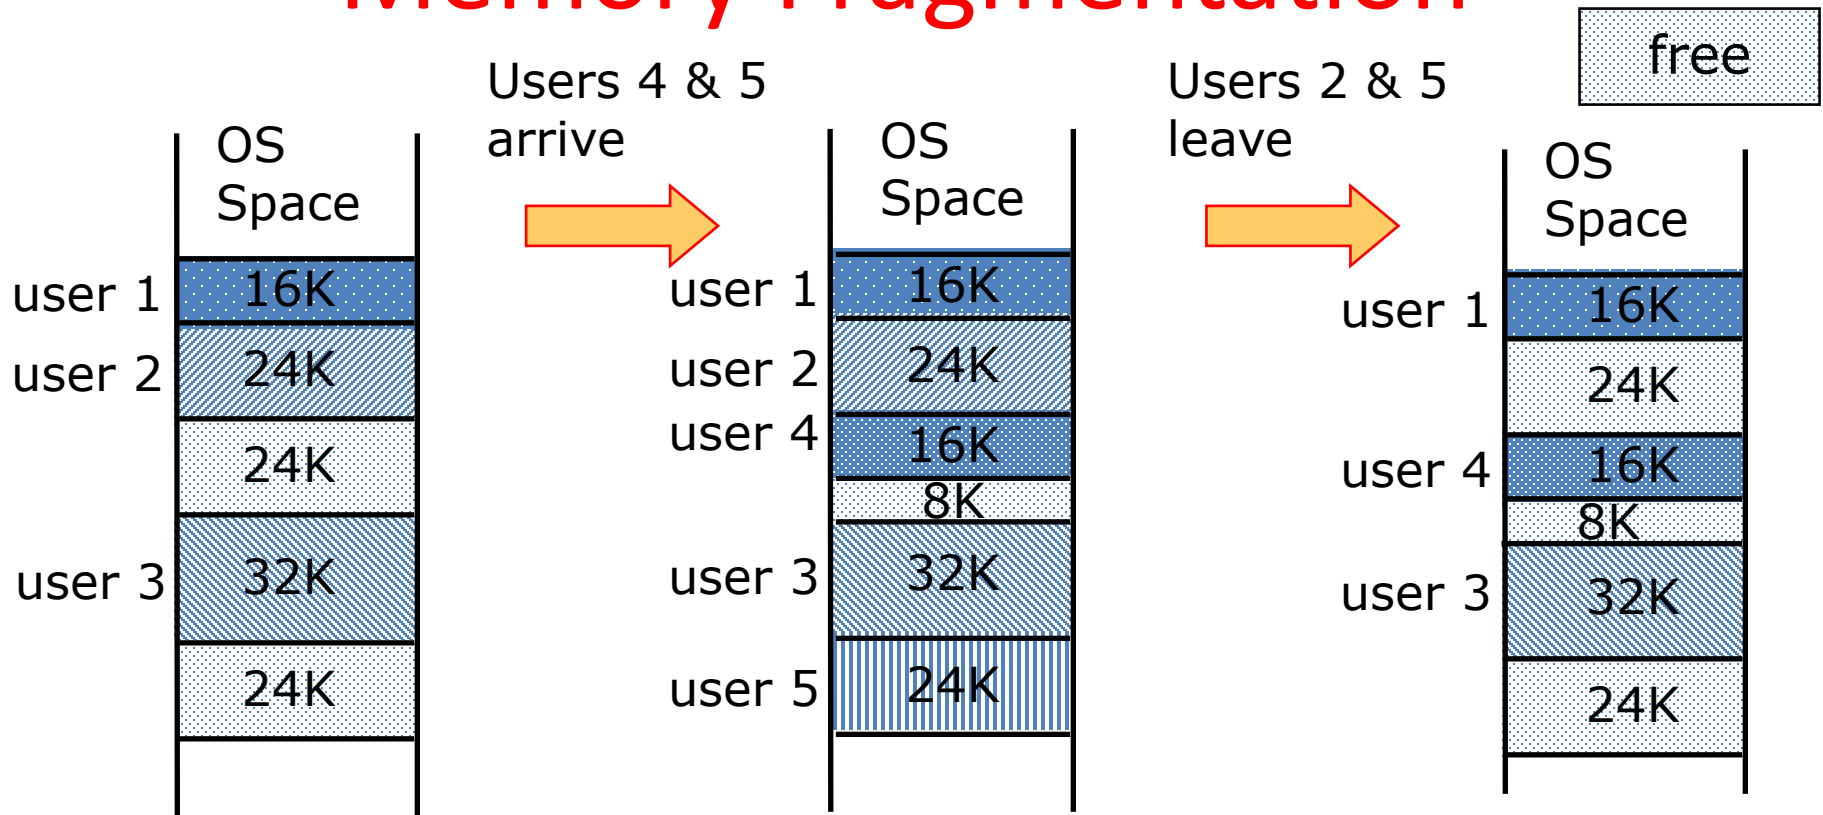 Memory Fragmentation
free
Users 4 & 5
arrive
Users 2 & 5
leave
OS
Space
user 1
16K
user 2
24K
24K
user 3
32K
24K
OS
Space
user 1
16K
user 2
24K
user 4
16K
8K
user 3
32K
user 5
24K
OS
Space
user 1
16K
24K
user 4
16K
8K
user 3
32K
24K